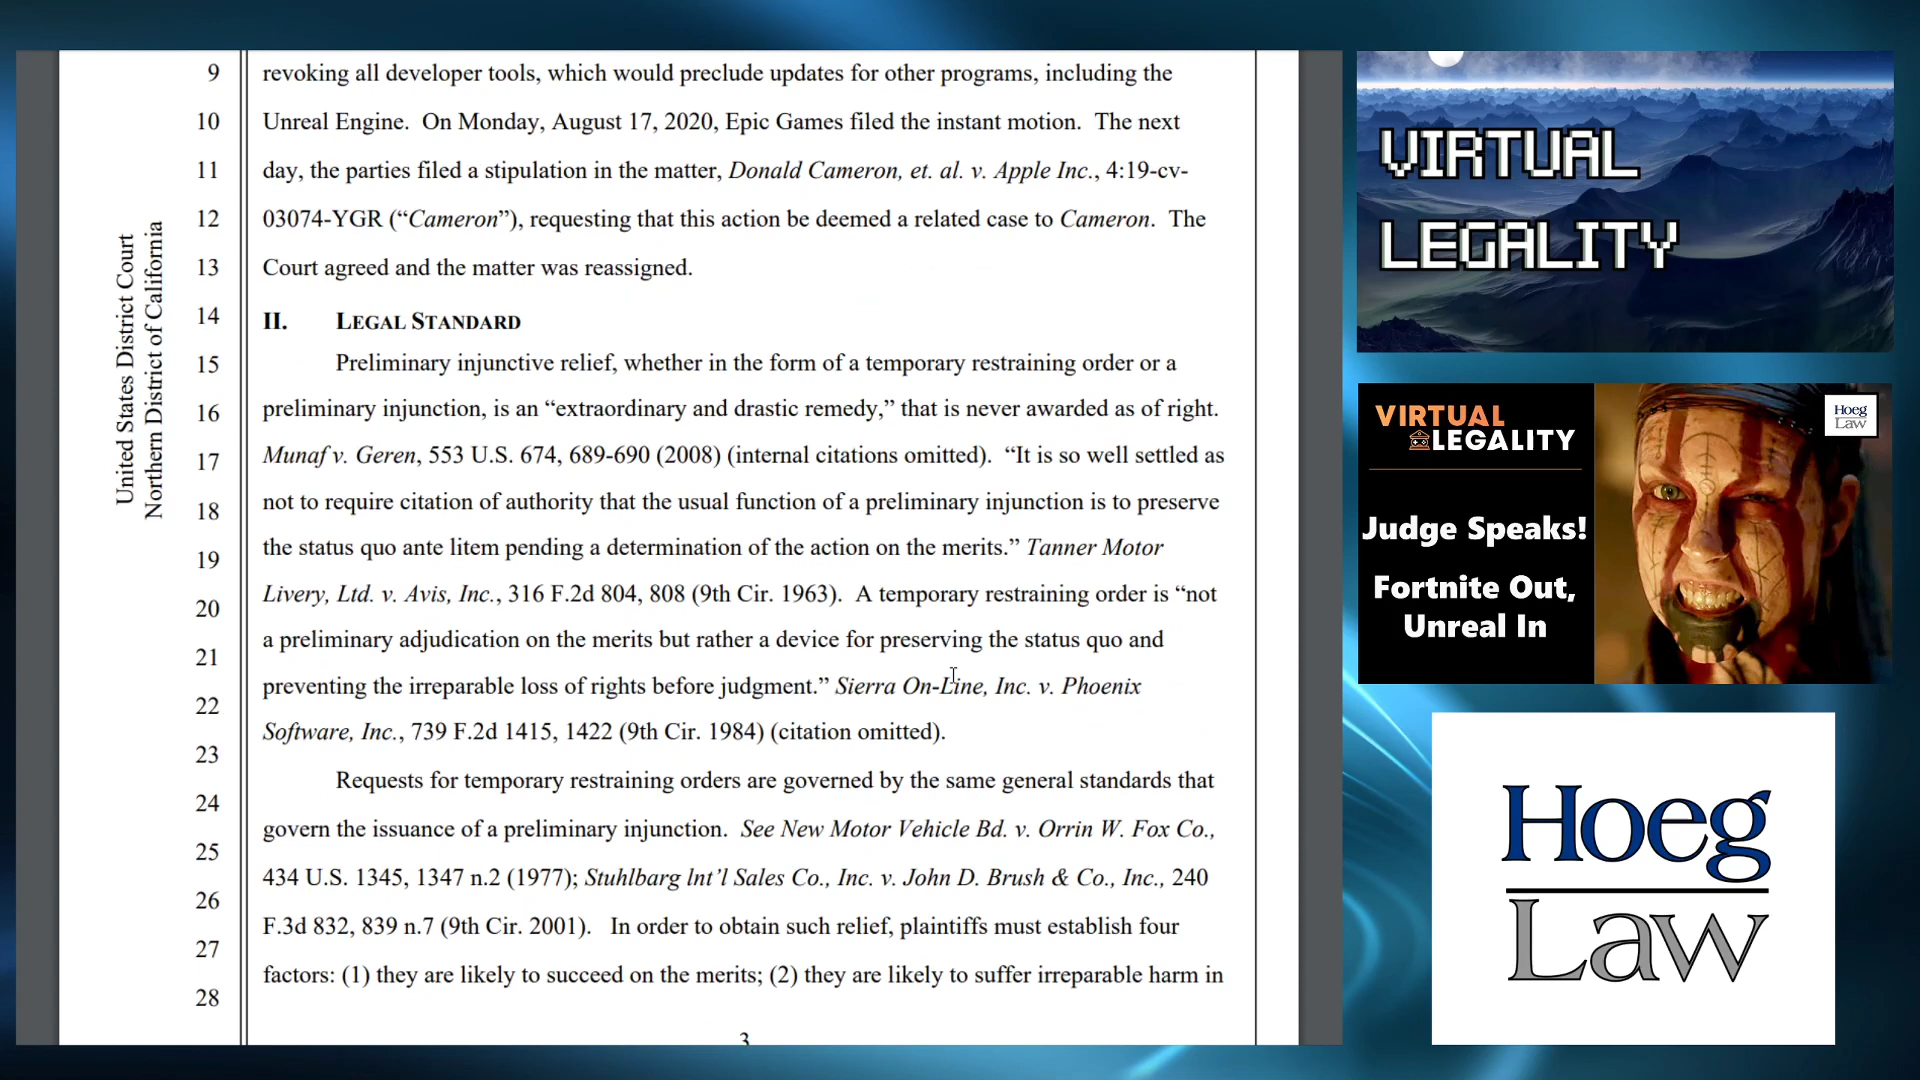 9 revoking all developer tools, which would preclude updates for other programs, including the
10 Unreal Engine.  On Monday, August 17, 2020, Epic Games filed the instant motion.  The next
11 day, the parties filed a stipulation in the matter, Donald Cameron, et. al. v. Apple Inc., 4:19-cv-
12 03074-YGR (“Cameron”), requesting that this action be deemed a related case to Cameron.  The
13 Court agreed and the matter was reassigned.
14 II. LEGAL STANDARD
15 Preliminary injunctive relief, whether in the form of a temporary restraining order or a
16 preliminary injunction, is an “extraordinary and drastic remedy,” that is never awarded as of right.
17 Munaf v. Geren, 553 U.S. 674, 689-690 (2008) (internal citations omitted).  “It is so well settled as
18 not to require citation of authority that the usual function of a preliminary injunction is to preserve
19 the status quo ante litem pending a determination of the action on the merits.” Tanner Motor
20 Livery, Ltd. v. Avis, Inc., 316 F.2d 804, 808 (9th Cir. 1963).  A temporary restraining order is “not
21 a preliminary adjudication on the merits but rather a device for preserving the status quo and
22 preventing the irreparable loss of rights before judgment.” Sierra On-Line, Inc. v. Phoenix
23 Software, Inc., 739 F.2d 1415, 1422 (9th Cir. 1984) (citation omitted).
24 Requests for temporary restraining orders are governed by the same general standards that
25 govern the issuance of a preliminary injunction.  See New Motor Vehicle Bd. v. Orrin W. Fox Co.,
26 434 U.S. 1345, 1347 n.2 (1977); Stuhlbarg lnt’l Sales Co., Inc. v. John D. Brush & Co., Inc., 240
27 F.3d 832, 839 n.7 (9th Cir. 2001).   In order to obtain such relief, plaintiffs must establish four
28 factors: (1) they are likely to succeed on the merits; (2) they are likely to suffer irreparable harm in
3
United States District Court
Northern District of California
VIRTUAL
LEGALITY
VIRTUAL
LEGALITY
Judge Speaks!
Fortnite Out,
Unreal In
Hoeg
Law
Hoeg
Law